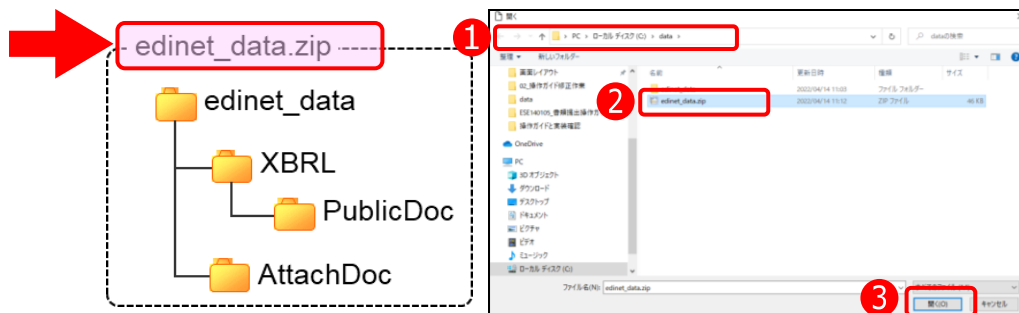 edinet_data.zip
edinet_data
XBRL
PublicDoc
AttachDoc
開く
1
PC › ローカル ディスク (C:) › data ›
dataの検索
整理 ▾ 新しいフォルダー
画面レイアウト
02_操作ガイド修正作業
data
操作ガイドと実装確認
OneDrive
PC
3D オブジェクト
ダウンロード
デスクトップ
ドキュメント
ピクチャ
ビデオ
ミュージック
ローカル ディスク (C:)
名前 更新日時 種類 サイズ
2022/04/14 11:03 ファイル フォルダー
2
edinet_data.zip 2022/04/14 11:12 ZIP ファイル 46 KB
ファイル名(N): edinet_data.zip
3
開く(O) キャンセル